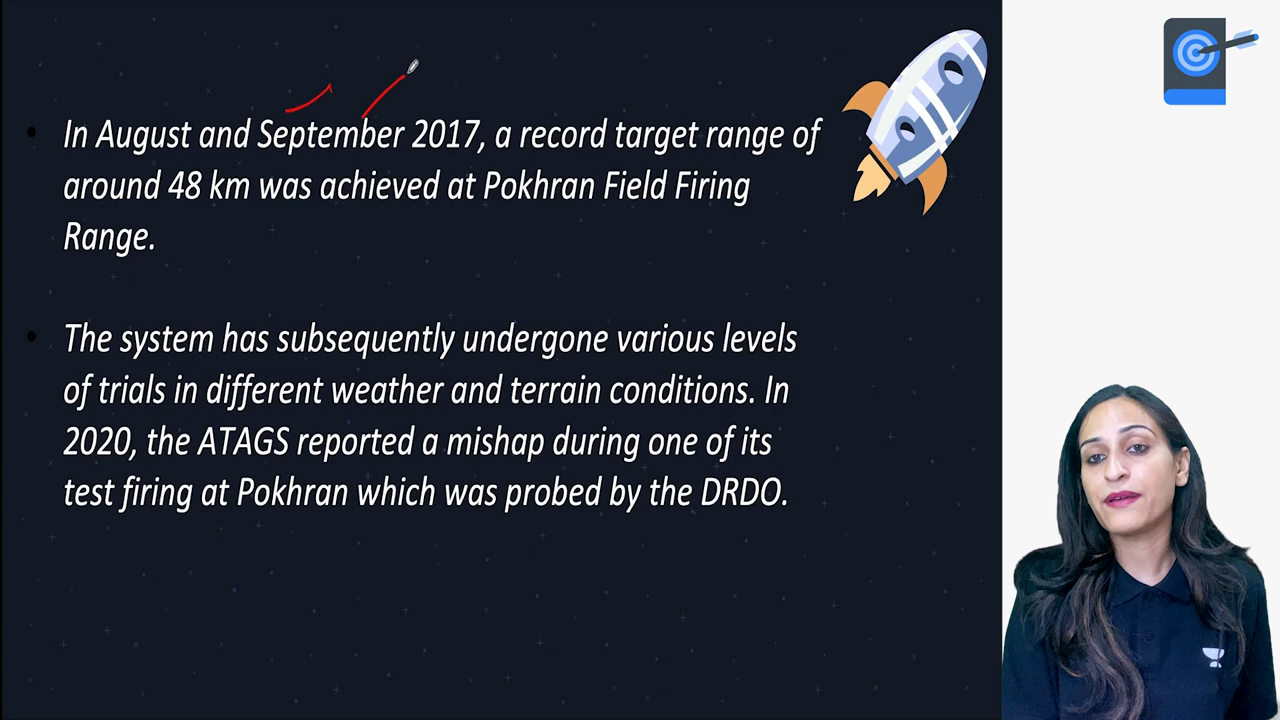 In August and September 2017, a record target range of
around 48 km was achieved at Pokhran Field Firing
Range.
The system has subsequently undergone various levels
of trials in different weather and terrain conditions. In
2020, the ATAGS reported a mishap during one of its
test firing at Pokhran which was probed by the DRDO.